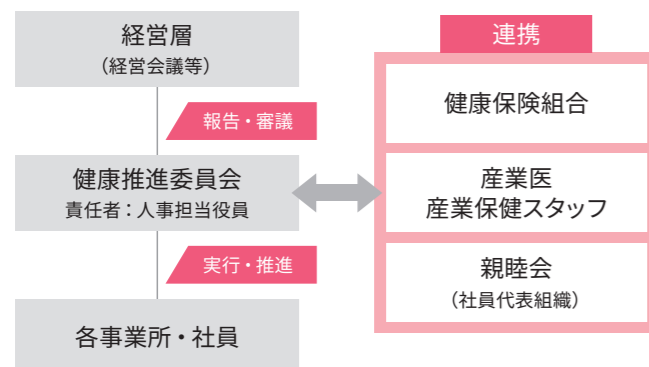 経営層
（経営会議等）
報告・審議
健康推進委員会
責任者：人事担当役員
実行・推進
各事業所・社員
連携
健康保険組合
産業医
産業保健スタッフ
親睦会
（社員代表組織）